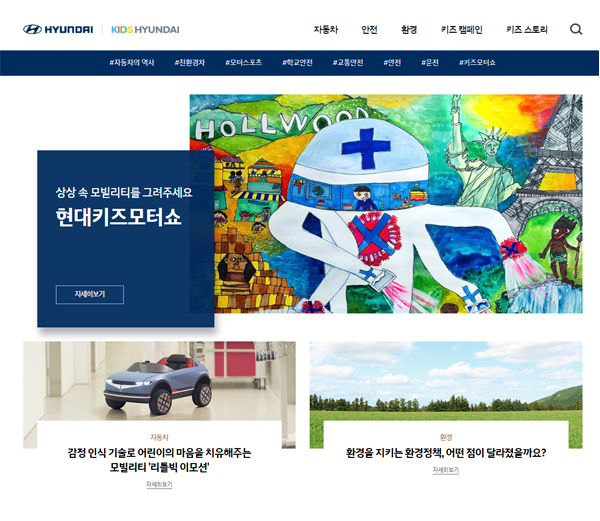 HYUNDAI | KIDS HYUNDAI
자동차 안전 환경 키즈 캠페인 키즈 스토리
#자동차의 역사 #친환경차 #모터스포츠 #학교안전 #교통안전 #안전 #운전 #키즈모터쇼
HOLLWOOD
상상 속 모빌리티를 그려주세요
현대키즈모터쇼
자세히보기
자동차
감정 인식 기술로 어린이의 마음을 치유해주는
모빌리티 '리틀빅 이모션'
자세히보기
환경
환경을 지키는 환경정책, 어떤 점이 달라졌을까요?
자세히보기